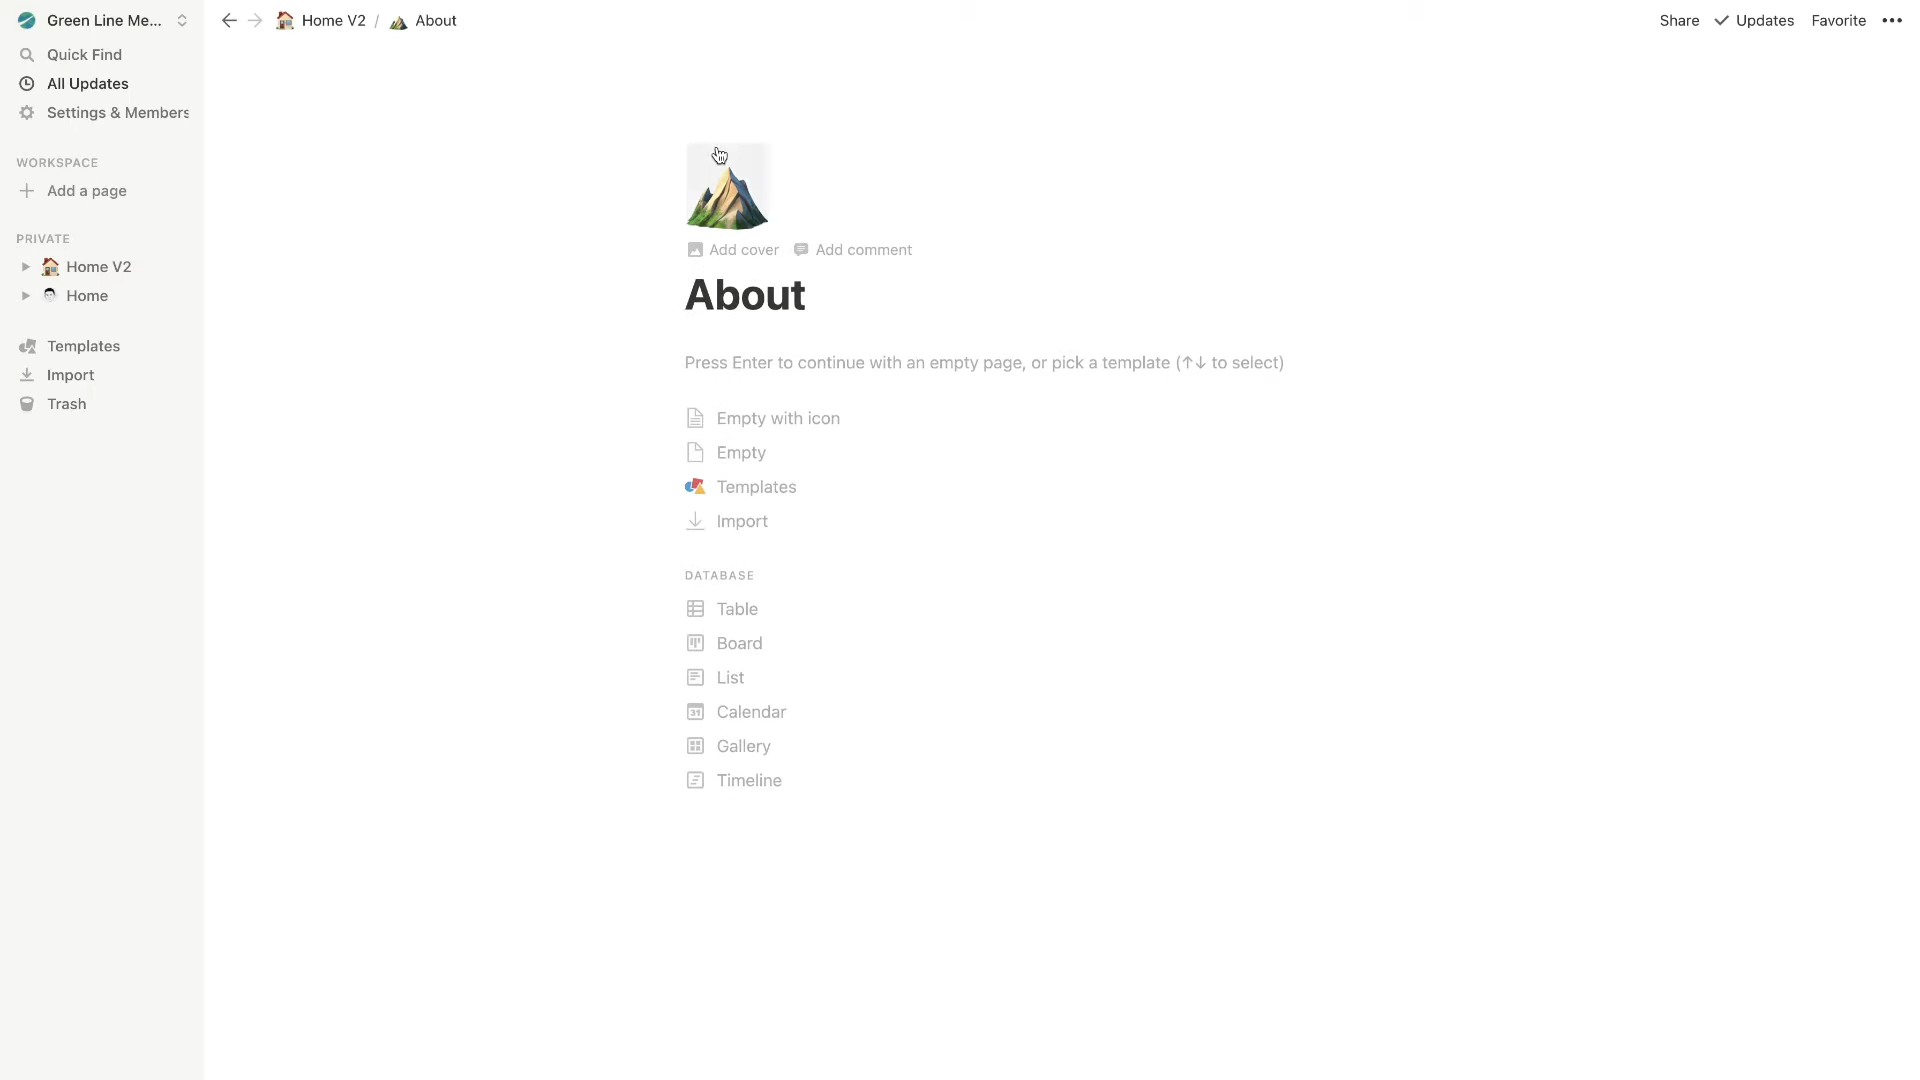 Green Line Me...
Home V2 / About
Share
Updates
Favorite
Quick Find
All Updates
Settings & Members
WORKSPACE
Add a page
PRIVATE
Home V2
Home
Templates
Import
Trash
Add cover
Add comment
About
Press Enter to continue with an empty page, or pick a template (↑↓ to select)
Empty with icon
Empty
Templates
Import
DATABASE
Table
Board
List
31
Calendar
Gallery
Timeline